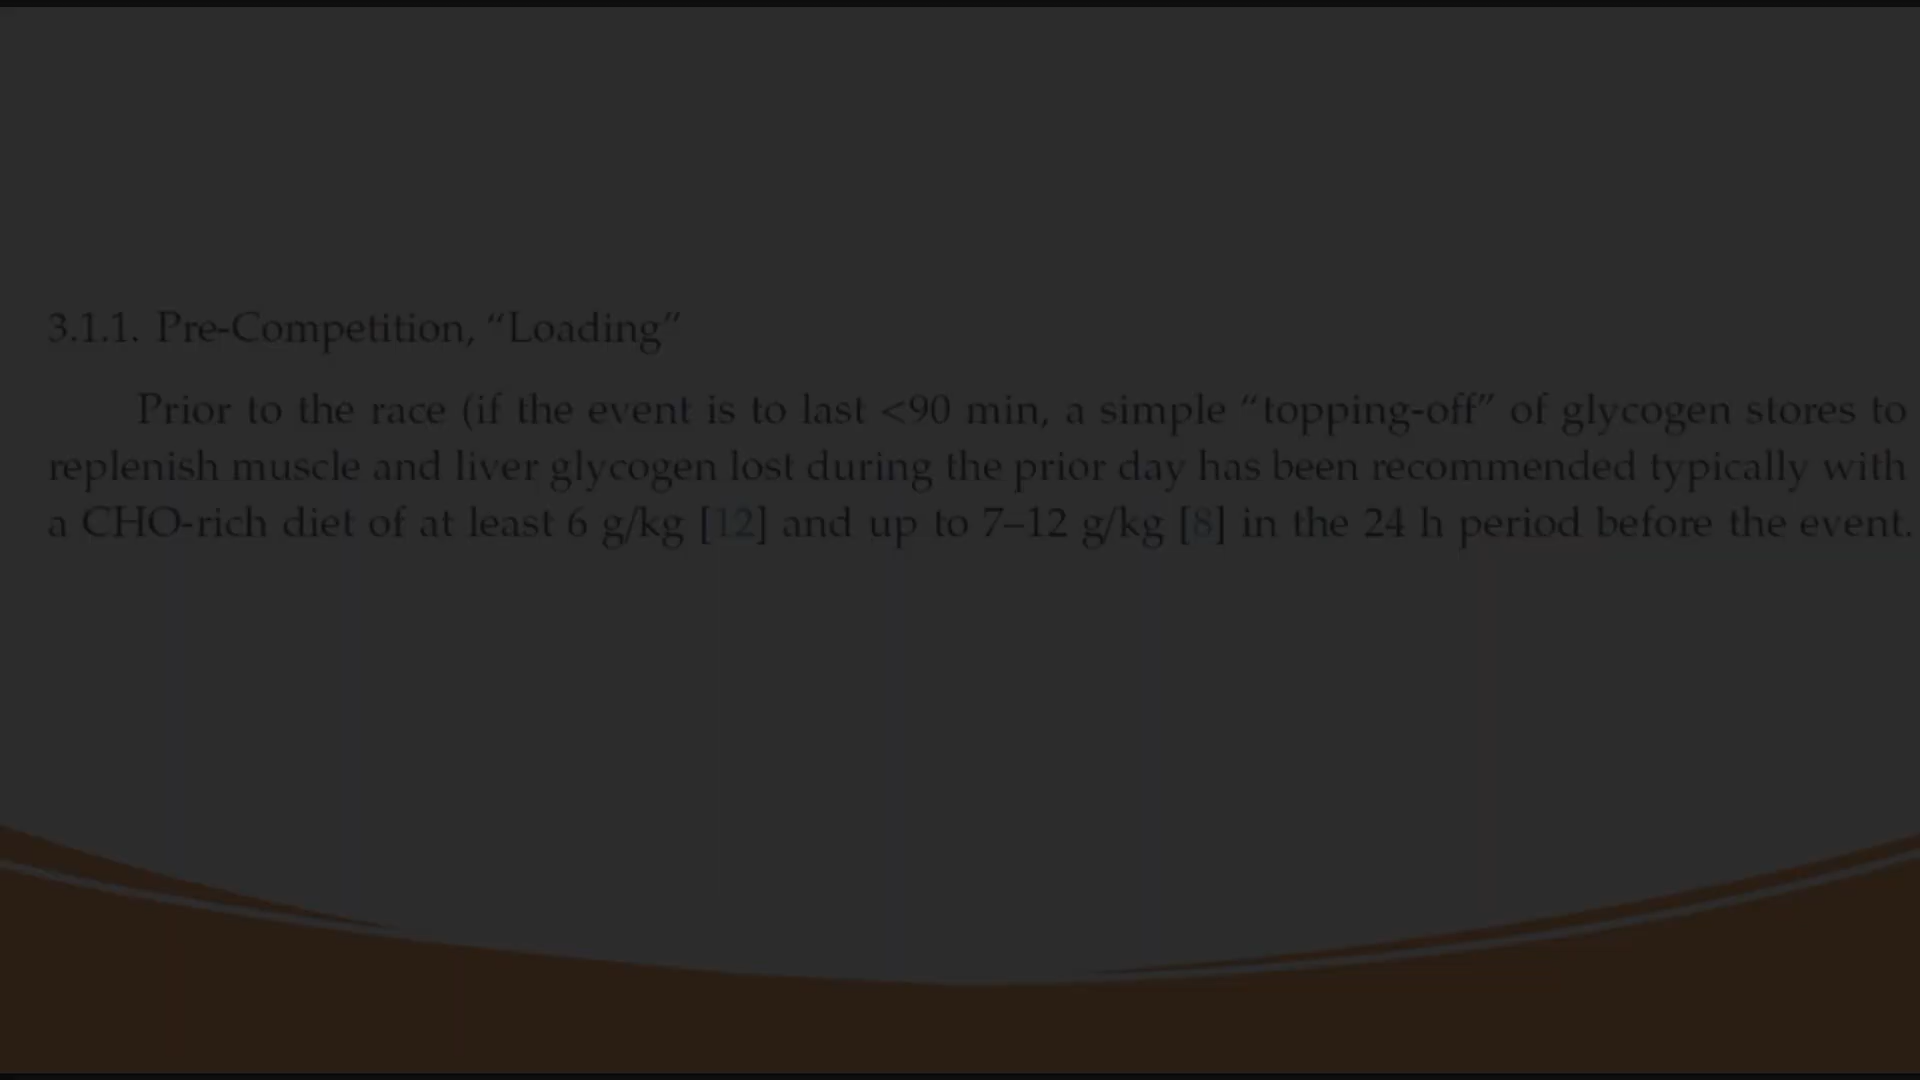 3.1.1. Pre-Competition, “Loading”
Prior to the race (if the event is to last <90 min, a simple “topping-off” of glycogen stores to
replenish muscle and liver glycogen lost during the prior day has been recommended typically with
a CHO-rich diet of at least 6 g/kg [12] and up to 7–12 g/kg [8] in the 24 h period before the event.